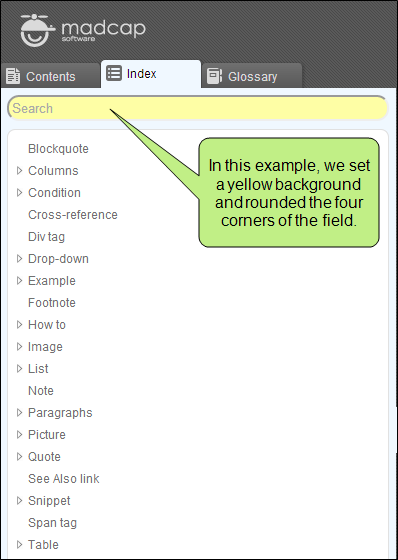 madcap
software
Contents
Index
Glossary
Search
In this example, we set
a yellow background
and rounded the four
corners of the field.
Blockquote
Columns
Condition
Cross-reference
Div tag
Drop-down
Example
Footnote
How to
Image
List
Note
Paragraphs
Picture
Quote
See Also link
Snippet
Span tag
Table